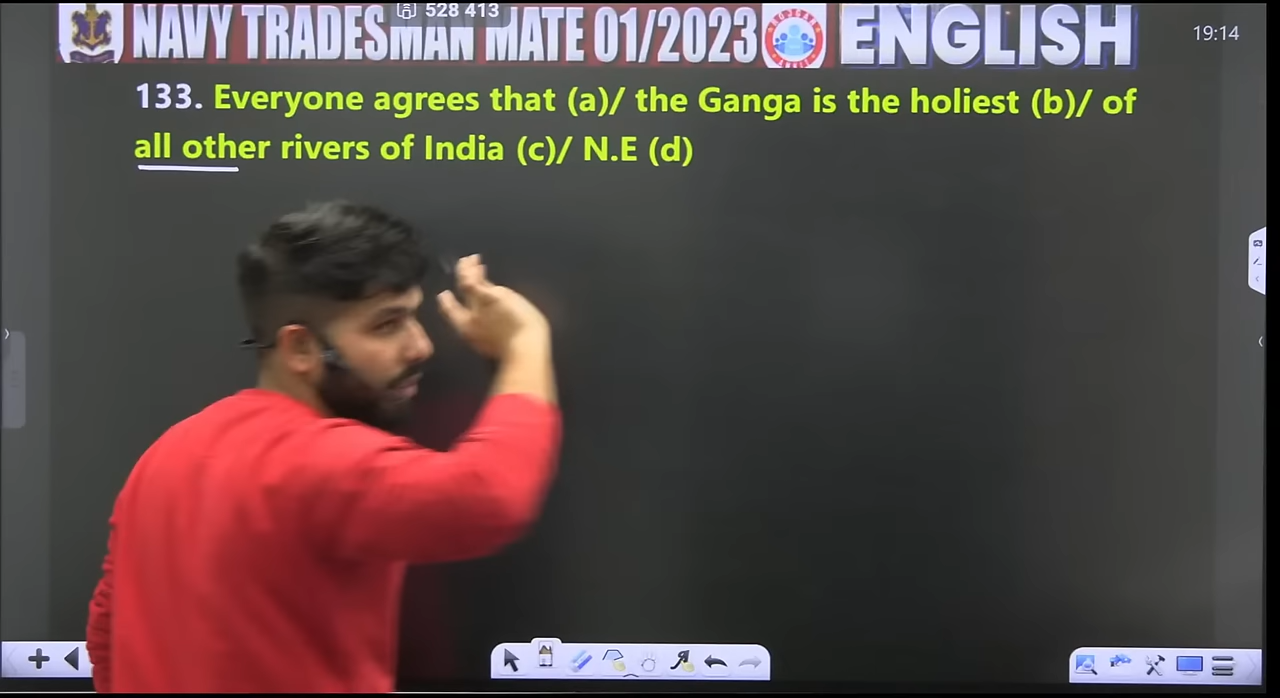 528 413
NAVY TRADESMAN MATE 01/2023 ENGLISH
19:14
133. Everyone agrees that (a)/ the Ganga is the holiest (b)/ of
all other rivers of India (c)/ N.E (d)